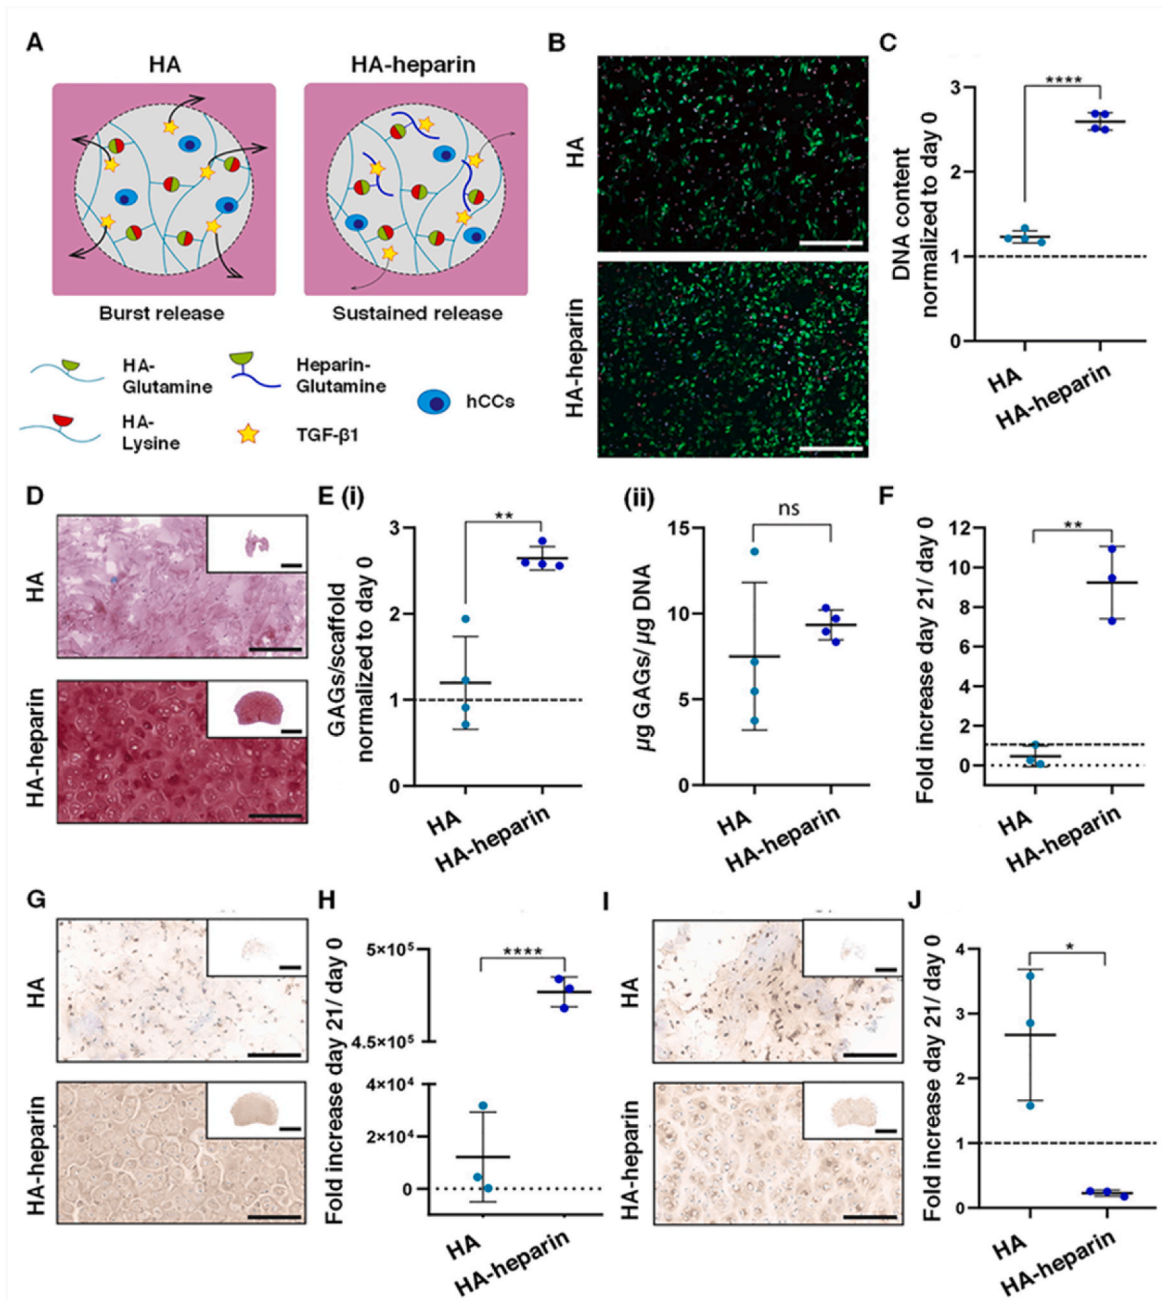 A
HA
HA-heparin
Burst release
Sustained release
HA-
Glutamine
Heparin-
Glutamine
hCCs
HA-
Lysine
TGF-β1
B
HA
HA-heparin
C
DNA content
normalized to day 0
3
2
1
0
****
HA
HA-heparin
D
HA
HA-heparin
E (i)
GAGs/scaffold
normalized to day 0
3
2
1
0
**
HA
HA-heparin
(ii)
µg GAGs/ µg DNA
15
10
5
0
ns
HA
HA-heparin
F
Fold increase day 21/ day 0
12
10
8
6
4
2
0
**
HA
HA-heparin
G
HA
HA-heparin
H
Fold increase day 21/ day 0
5×10⁵
4.5×10⁵
4×10⁴
2×10⁴
0
****
HA
HA-heparin
I
HA
HA-heparin
J
Fold increase day 21/ day 0
4
3
2
1
0
*
HA
HA-heparin